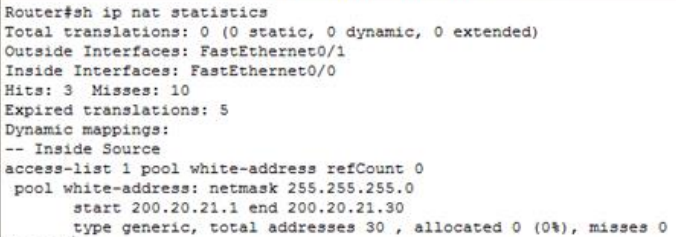 Router#sh ip nat statistics
Total translations: 0 (0 static, 0 dynamic, 0 extended)
Outside Interfaces: FastEthernet0/1
Inside Interfaces: FastEthernet0/0
Hits: 3  Misses: 10
Expired translations: 5
Dynamic mappings:
-- Inside Source
access-list 1 pool white-address refCount 0
 pool white-address: netmask 255.255.255.0
       start 200.20.21.1 end 200.20.21.30
       type generic, total addresses 30 , allocated 0 (0%), misses 0